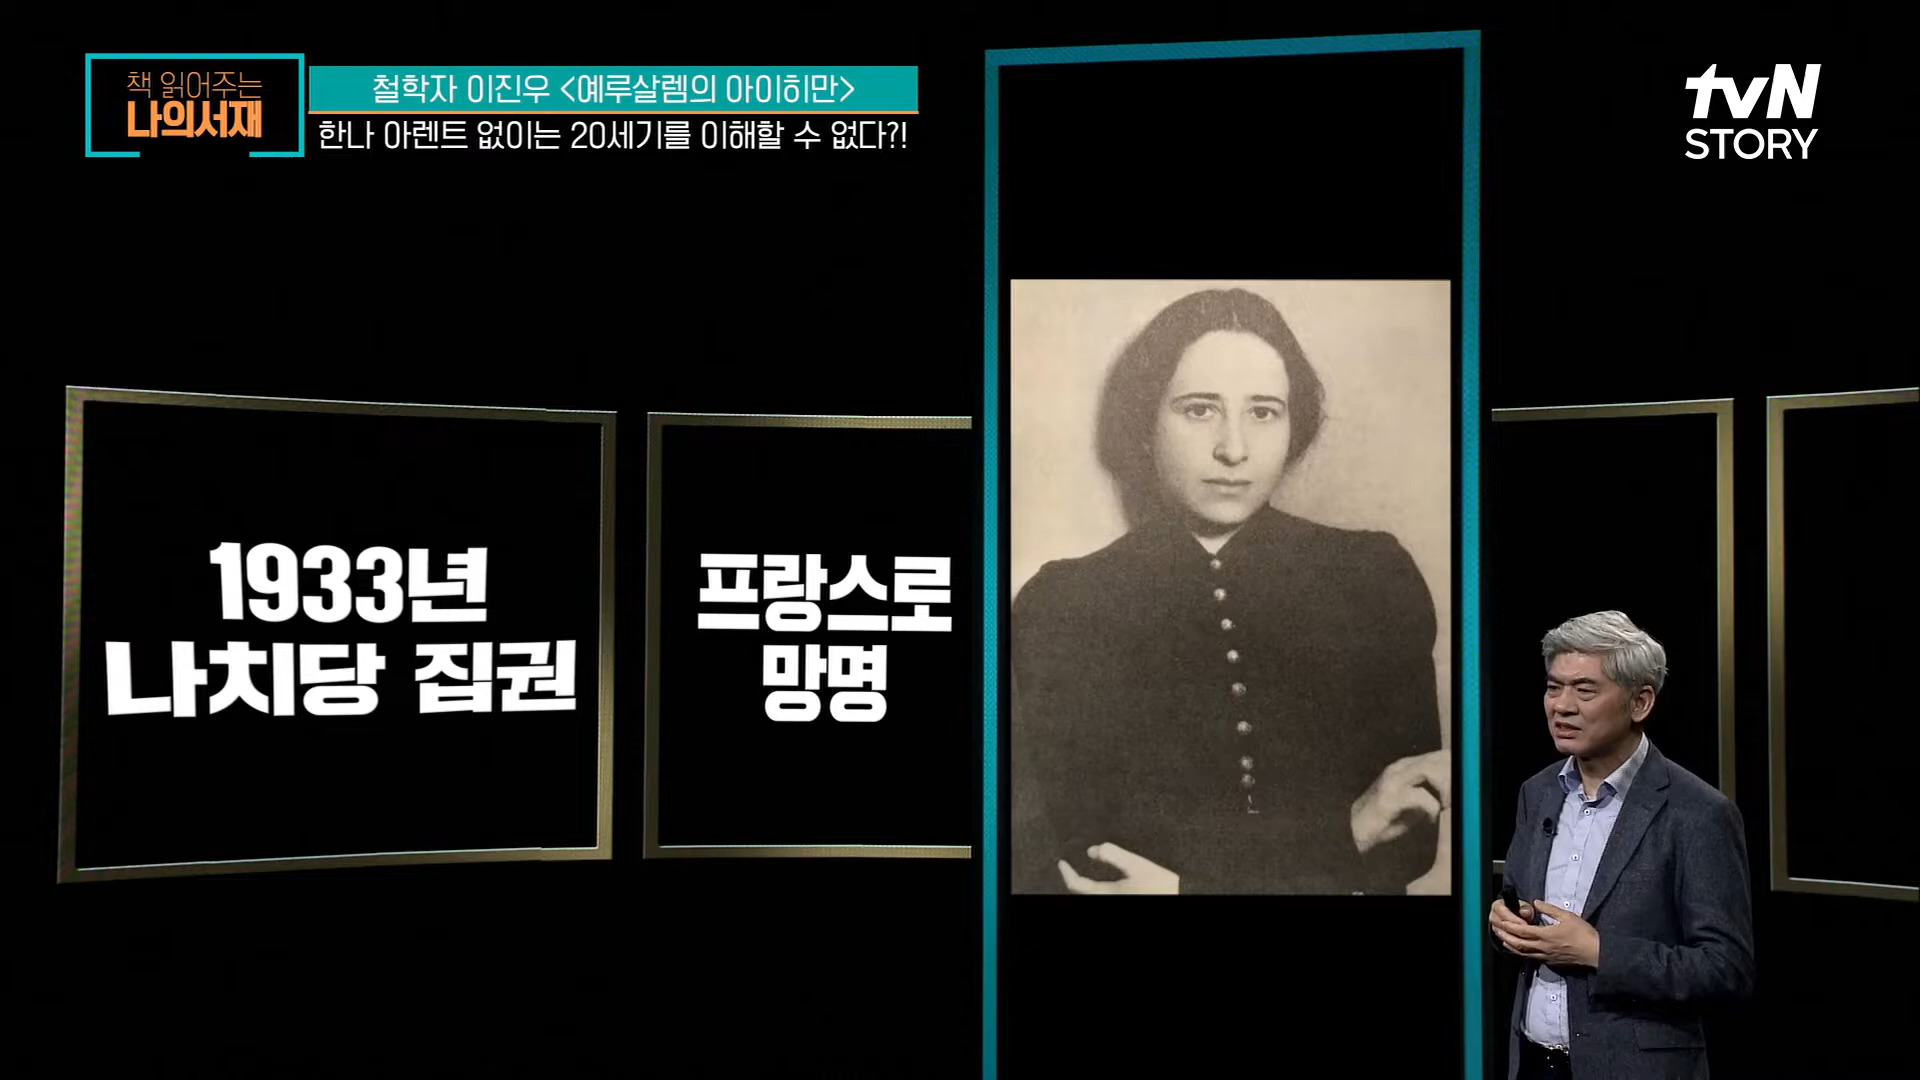 책 읽어주는
나의서재
철학자 이진우 <예루살렘의 아이히만>
한나 아렌트 없이는 20세기를 이해할 수 없다?!
tvN
STORY
1933년
나치당 집권
프랑스로
망명